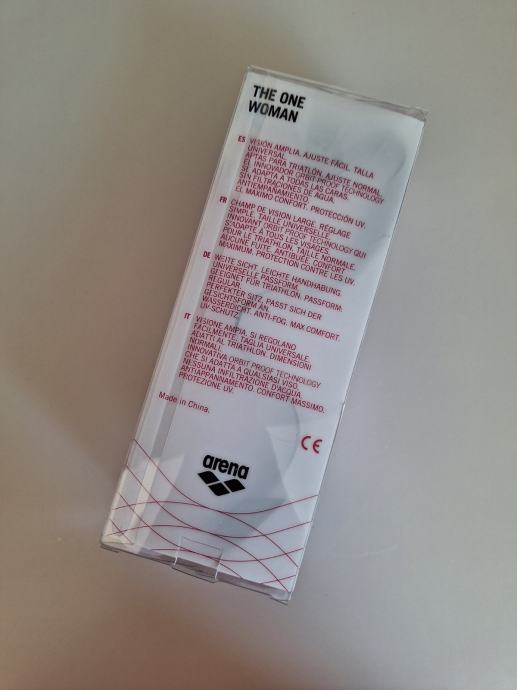 THE ONE
WOMAN
ES VISIÓN AMPLIA. AJUSTE FÁCIL. TALLA
UNIVERSAL.
APTAS PARA TRIATLÓN. AJUSTE NORMAL.
EL INNOVADOR ORBIT PROOF TECHNOLOGY
SE ADAPTA A TODAS LAS CARAS.
SIN FILTRACIONES DE AGUA.
ANTIEMPAÑAMIENTO.
EL MAXIMO CONFORT. PROTECCIÓN UV.
FR CHAMP DE VISION LARGE. RÉGLAGE
SIMPLE. TAILLE UNIVERSELLE.
INNOVANT ORBIT PROOF TECHNOLOGY QUI
S'ADAPTE À TOUS LES VISAGES.
POUR LE TRIATHLON. TAILLE NORMALE.
AUCUNE FUITE. ANTIBUÉE. CONFORT
MAXIMUM. PROTECTION CONTRE LES UV.
DE WEITE SICHT. LEICHTE HANDHABUNG.
UNIVERSELLE PASSFORM.
GEEIGNET FÜR TRIATHLON. PASSFORM:
REGULAR.
PERFEKTER SITZ, PASST SICH DER
GESICHTSFORM AN.
WASSERDICHT. ANTI-FOG. MAX COMFORT.
UV-SCHUTZ.
IT VISIONE AMPIA. SI REGOLANO
FACILMENTE. TAGLIA UNIVERSALE.
ADATTI AL TRIATHLON. DIMENSIONI
NORMALI.
INNOVATIVA ORBIT PROOF TECHNOLOGY
CHE SI ADATTA A QUALSIASI VISO.
NESSUNA INFILTRAZIONE D'ACQUA.
ANTIAPPANNAMENTO. CONFORT MASSIMO.
PROTEZIONE UV.
Made in China.
CE
arena